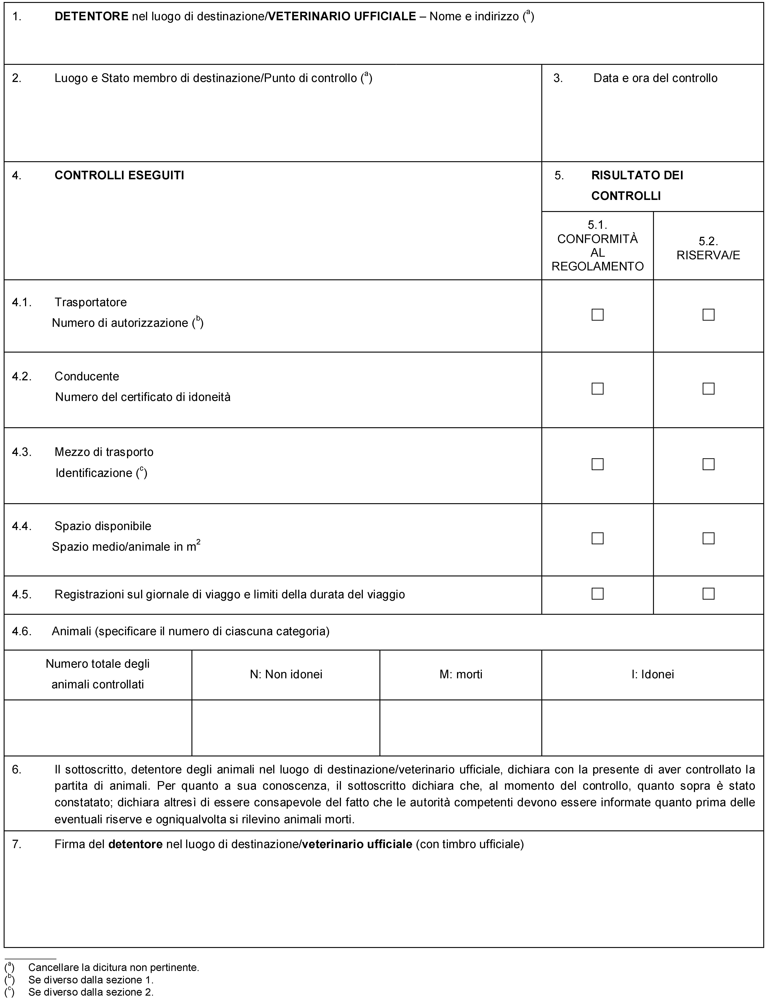 1. DETENTORE nel luogo di destinazione/VETERINARIO UFFICIALE – Nome e indirizzo (a)
2. Luogo e Stato membro di destinazione/Punto di controllo (a)
3. Data e ora del controllo
4. CONTROLLI ESEGUITI
5. RISULTATO DEI
CONTROLLI
5.1.
CONFORMITÀ
AL
REGOLAMENTO
5.2.
RISERVA/E
4.1. Trasportatore
Numero di autorizzazione (b)
4.2. Conducente
Numero del certificato di idoneità
4.3. Mezzo di trasporto
Identificazione (c)
4.4. Spazio disponibile
Spazio medio/animale in m2
4.5. Registrazioni sul giornale di viaggo e limiti della durata del viaggio
4.6. Animali (specificare il numero di ciascuna categoria)
Numero totale degli
animali controllati
N: Non idonei
M: morti
I: Idonei
6. Il sottoscritto, detentore degli animali nel luogo di destinazione/veterinario ufficiale, dichiara con la presente di aver controllato la
partita di animali. Per quanto a sua conoscenza, il sottoscritto dichiara che, al momento del controllo, quanto sopra è stato
constatato; dichiara altresì di essere consapevole del fatto che le autorità competenti devono essere informate quanto prima delle
eventuali riserve e ogniqualvolta si rilevino animali morti.
7. Firma del detentore nel luogo di destinazione/veterinario ufficiale (con timbro ufficiale)
(a) Cancellare la dicitura non pertinente.
(b) Se diverso dalla sezione 1.
(c) Se diverso dalla sezione 2.